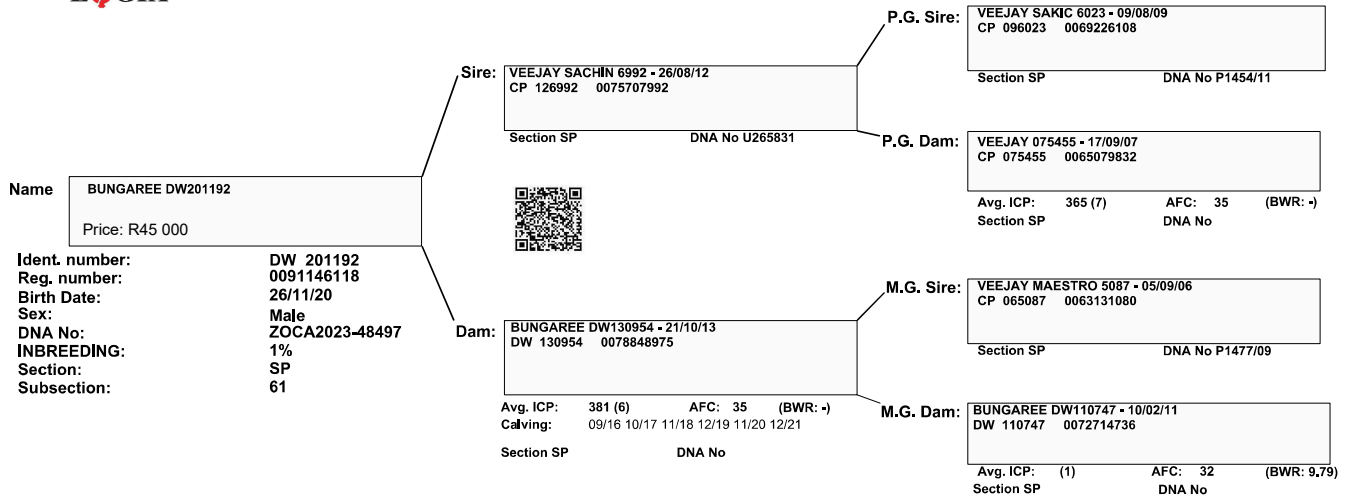 P.G. Sire:
VEEJAY SAKIC 6023 - 09/08/09
CP 096023 0069226108
Section SP DNA No P1454/11
Sire:
VEEJAY SACHIN 6992 - 26/08/12
CP 126992 0075707992
Section SP DNA No U265831
P.G. Dam:
VEEJAY 075455 - 17/09/07
CP 075455 0065079832
Avg. ICP: 365 (7) AFC: 35 (BWR: -)
Section SP DNA No
Name
BUNGAREE DW201192
Price: R45 000
Ident. number: DW 201192
Reg. number: 0091146118
Birth Date: 26/11/20
Sex: Male
DNA No: ZOCA2023-48497
INBREEDING: 1%
Section: SP
Subsection: 61
Dam:
BUNGAREE DW130954 - 21/10/13
DW 130954 0078848975
Avg. ICP: 381 (6) AFC: 35 (BWR: -)
Calving: 09/16 10/17 11/18 12/19 11/20 12/21
Section SP DNA No
M.G. Sire:
VEEJAY MAESTRO 5087 - 05/09/06
CP 065087 0063131080
Section SP DNA No P1477/09
M.G. Dam:
BUNGAREE DW110747 - 10/02/11
DW 110747 0072714736
Avg. ICP: (1) AFC: 32 (BWR: 9.79)
Section SP DNA No